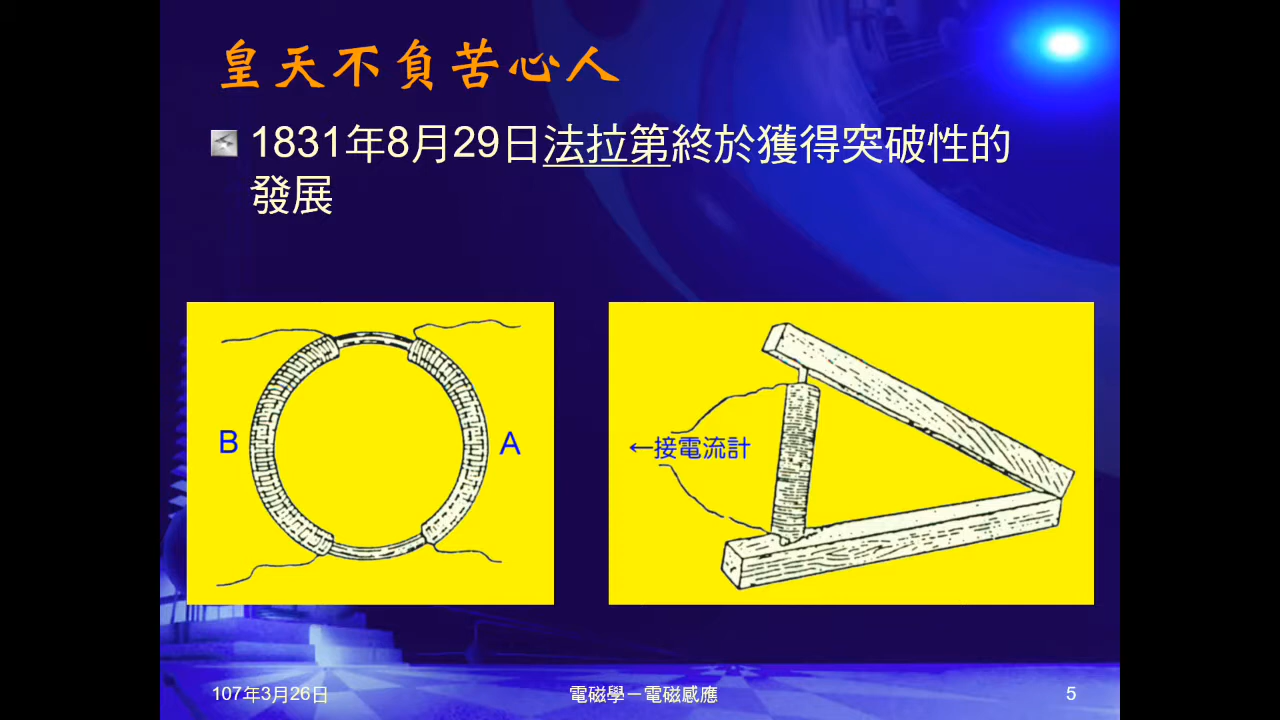 皇天不負苦心人
1831年8月29日法拉第終於獲得突破性的
發展
B
A
←接電流計
107年3月26日
電磁學－電磁感應
5